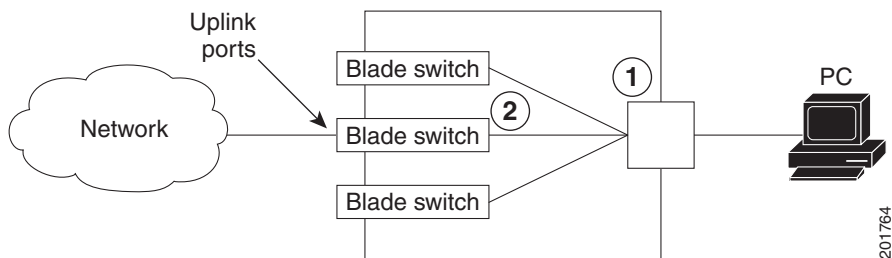 Uplink
ports
Blade switch
1
PC
Network
Blade switch
2
Blade switch
201764